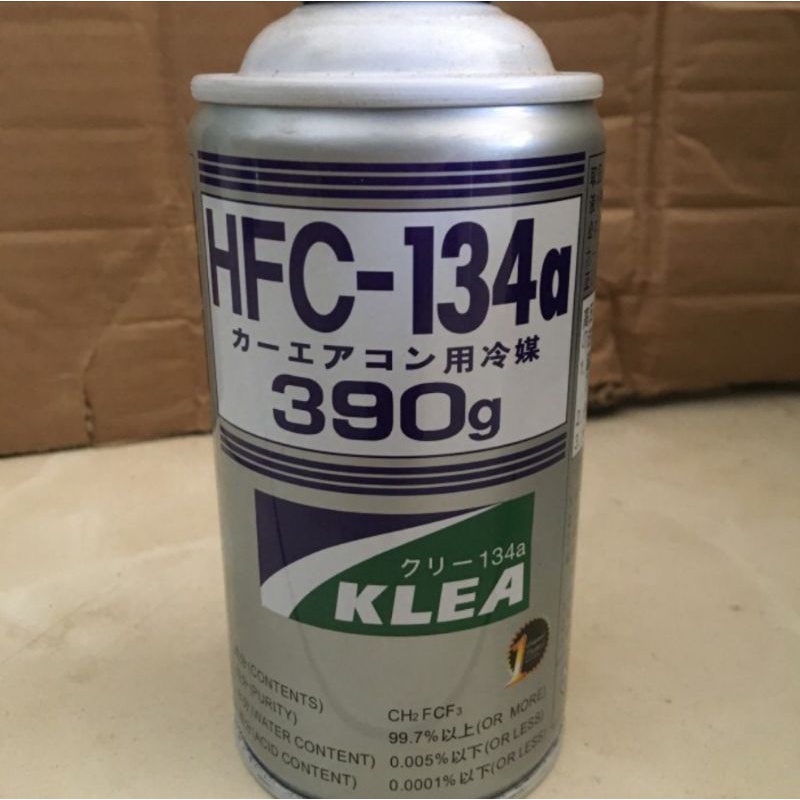 HFC-134a
カーエアコン用冷媒
390g
クリー134a
KLEA
1
(CONTENTS) CH₂FCF₃
(PURITY) 99.7%以上(OR MORE)
(WATER CONTENT) 0.005%以下(OR LESS)
(ACID CONTENT) 0.0001%以下(OR LESS)